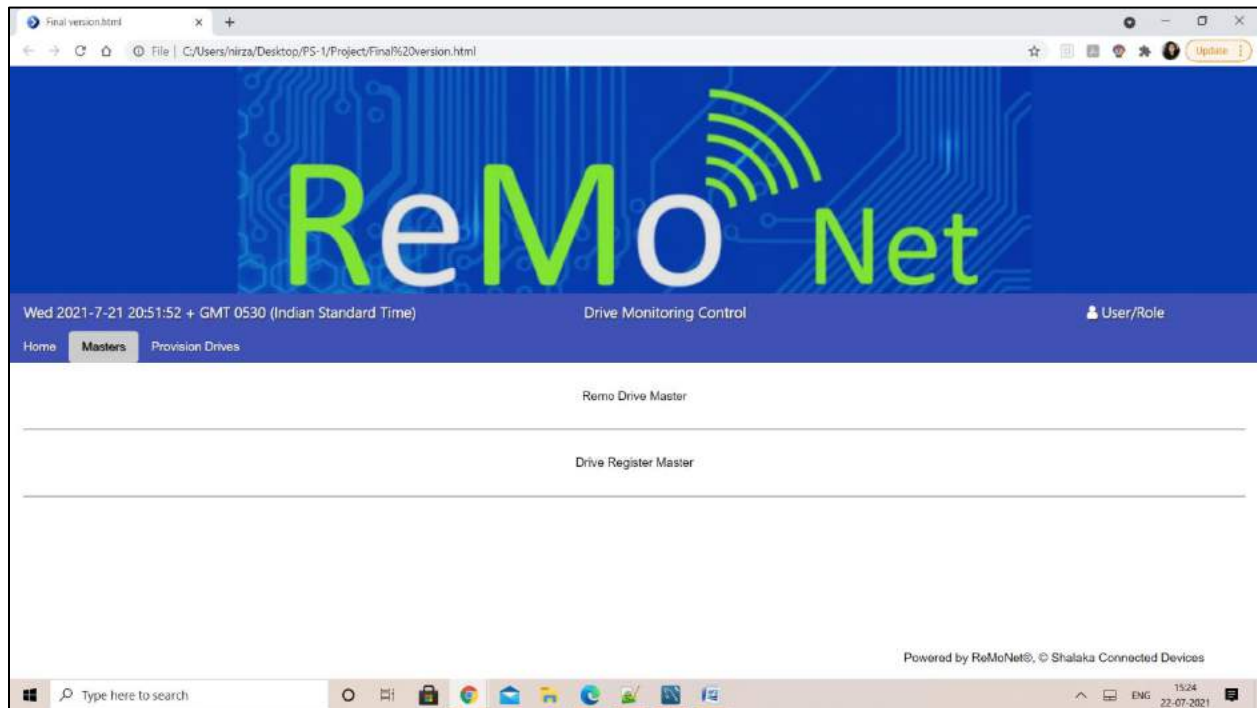 Final version.html
File | C:/Users/nirza/Desktop/PS-1/Project/Final%20version.html
Update
ReMo Net
Wed 2021-7-21 20:51:52 + GMT 0530 (Indian Standard Time)
Drive Monitoring Control
User/Role
Home
Masters
Provision Drives
Remo Drive Master
Drive Register Master
Powered by ReMoNet®, © Shalaka Connected Devices
Type here to search
ENG
15:24
22-07-2021